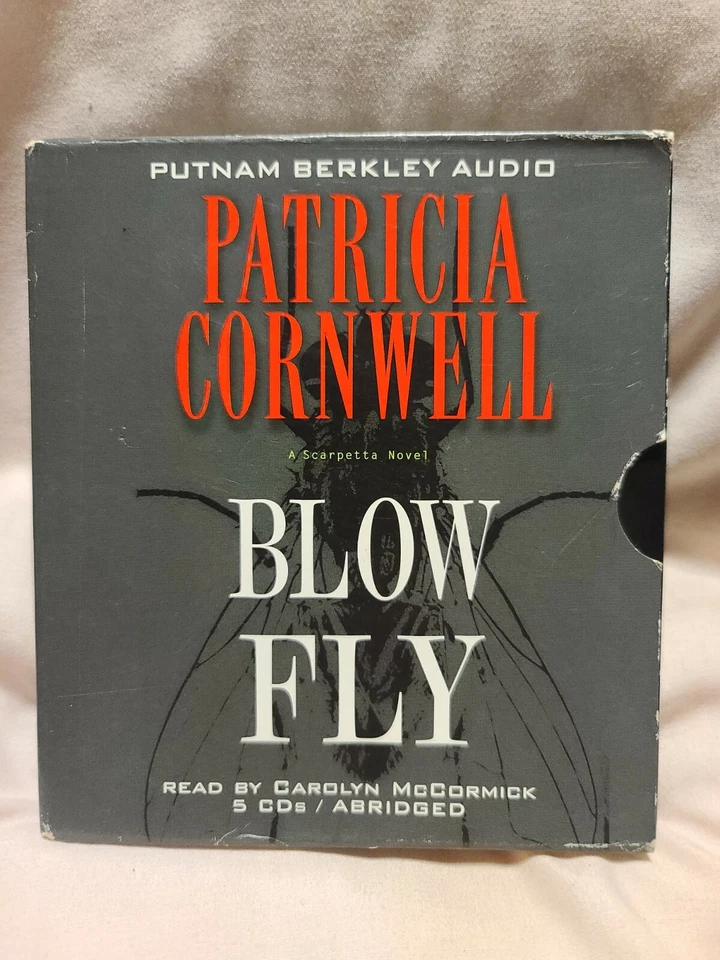 PUTNAM BERKLEY AUDIO
PATRICIA
CORNWELL
A Scarpetta Novel
BLOW
FLY
READ BY CAROLYN MCCORMICK
5 CDs / ABRIDGED